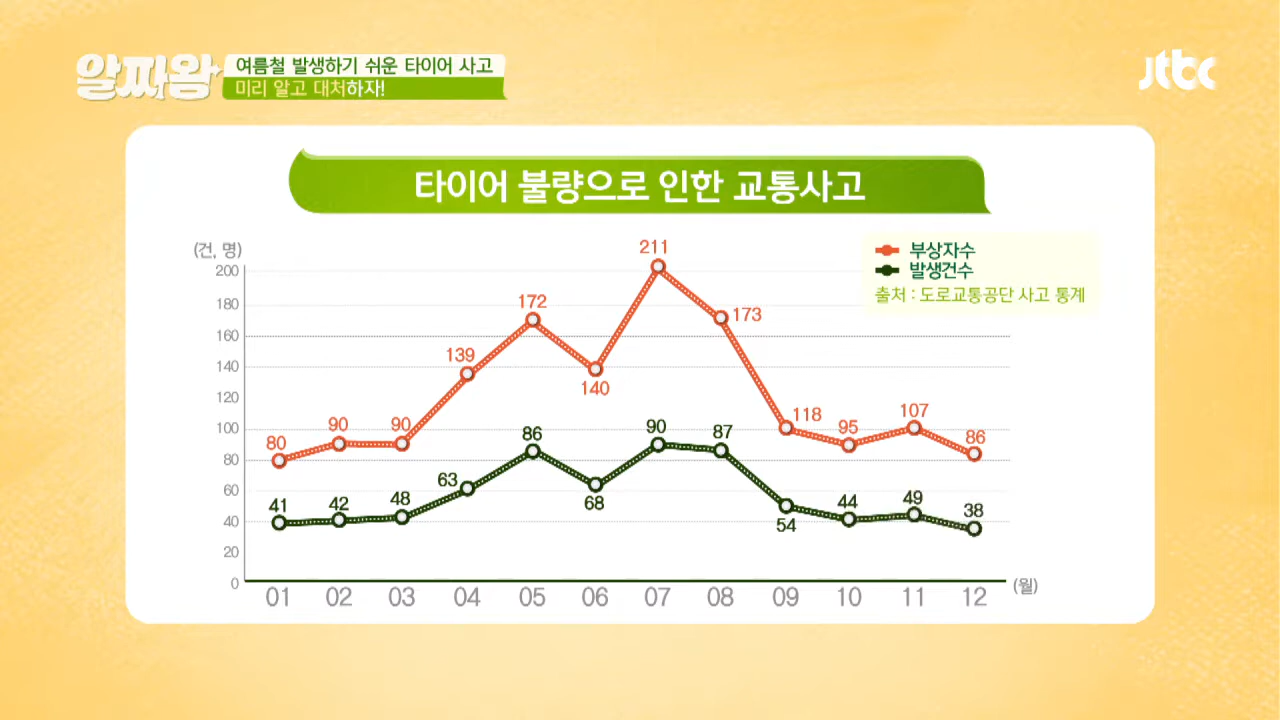 알짜왕
여름철 발생하기 쉬운 타이어 사고
미리 알고 대처하자!
jtbc
타이어 불량으로 인한 교통사고
(건, 명)
부상자수
발생건수
출처 : 도로교통공단 사고 통계
200
180
160
140
120
100
80
60
40
20
0
80 90 90 139 172 140 211 173 118 95 107 86
41 42 48 63 86 68 90 87 54 44 49 38
01 02 03 04 05 06 07 08 09 10 11 12 (월)